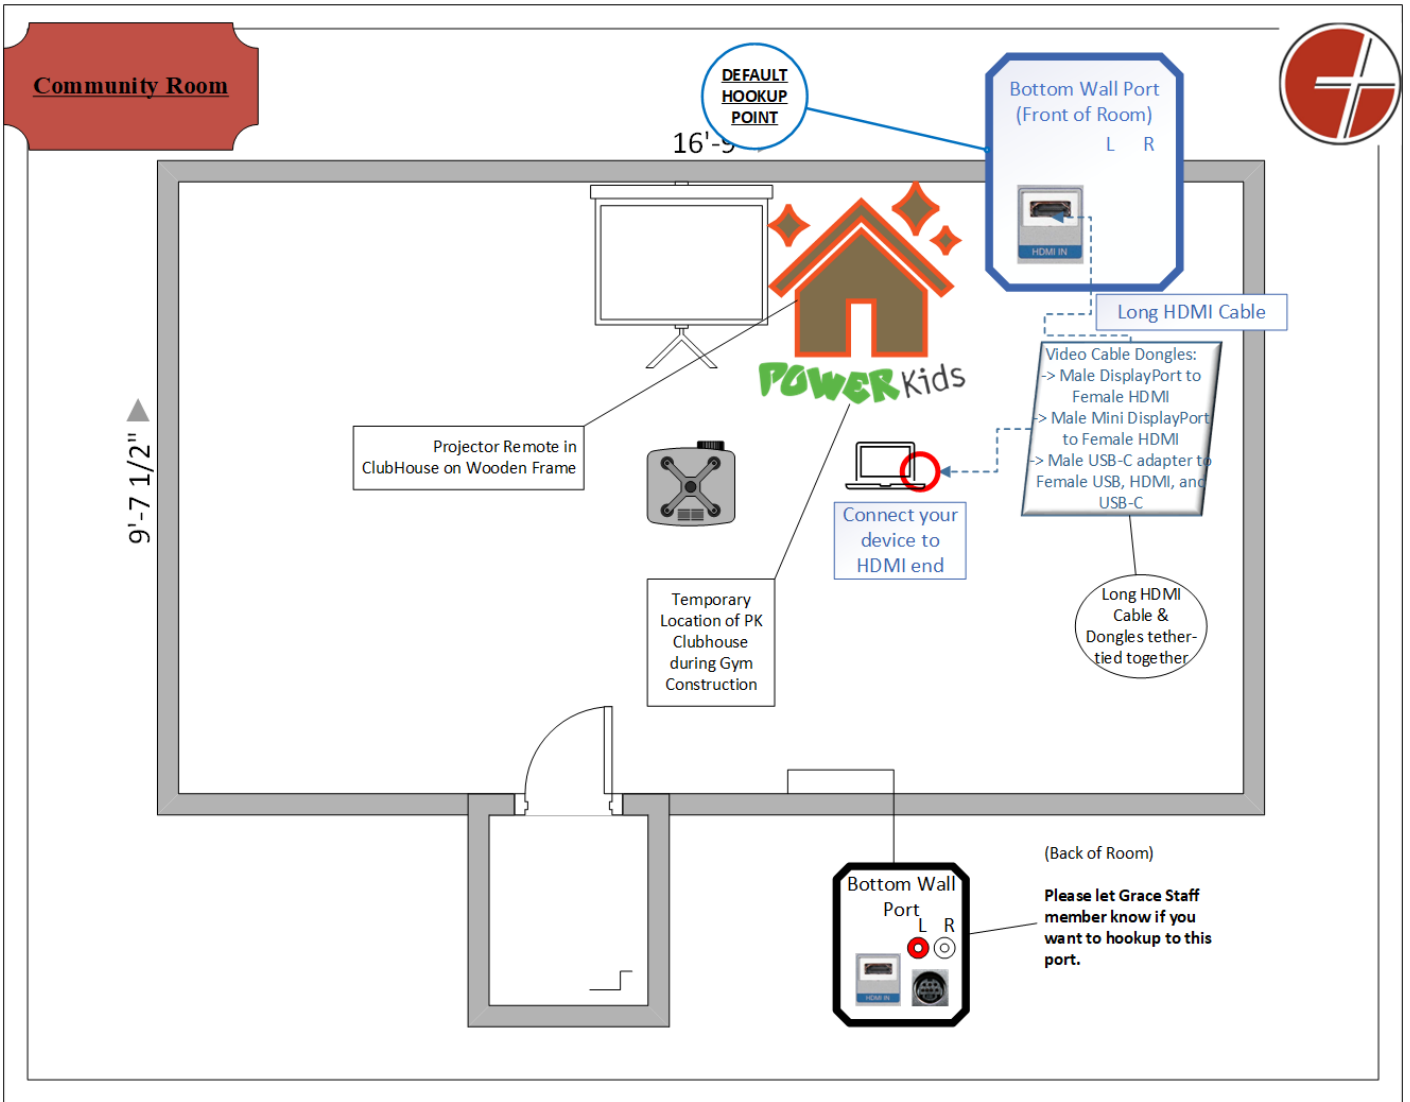 Community Room
DEFAULT
HOOKUP
POINT
16'-9
Bottom Wall Port
(Front of Room)
L R
HDMI IN
Long HDMI Cable
Video Cable Dongles:
-> Male DisplayPort to
Female HDMI
-> Male Mini DisplayPort
to Female HDMI
-> Male USB-C adapter to
Female USB, HDMI, and
USB-C
POWER Kids
Projector Remote in
ClubHouse on Wooden Frame
9'-7 1/2"
Connect your
device to
HDMI end
Temporary
Location of PK
Clubhouse
during Gym
Construction
Long HDMI
Cable &
Dongles tether-
tied together
Bottom Wall
Port
L R
HDMI IN
(Back of Room)
Please let Grace Staff
member know if you
want to hookup to this
port.